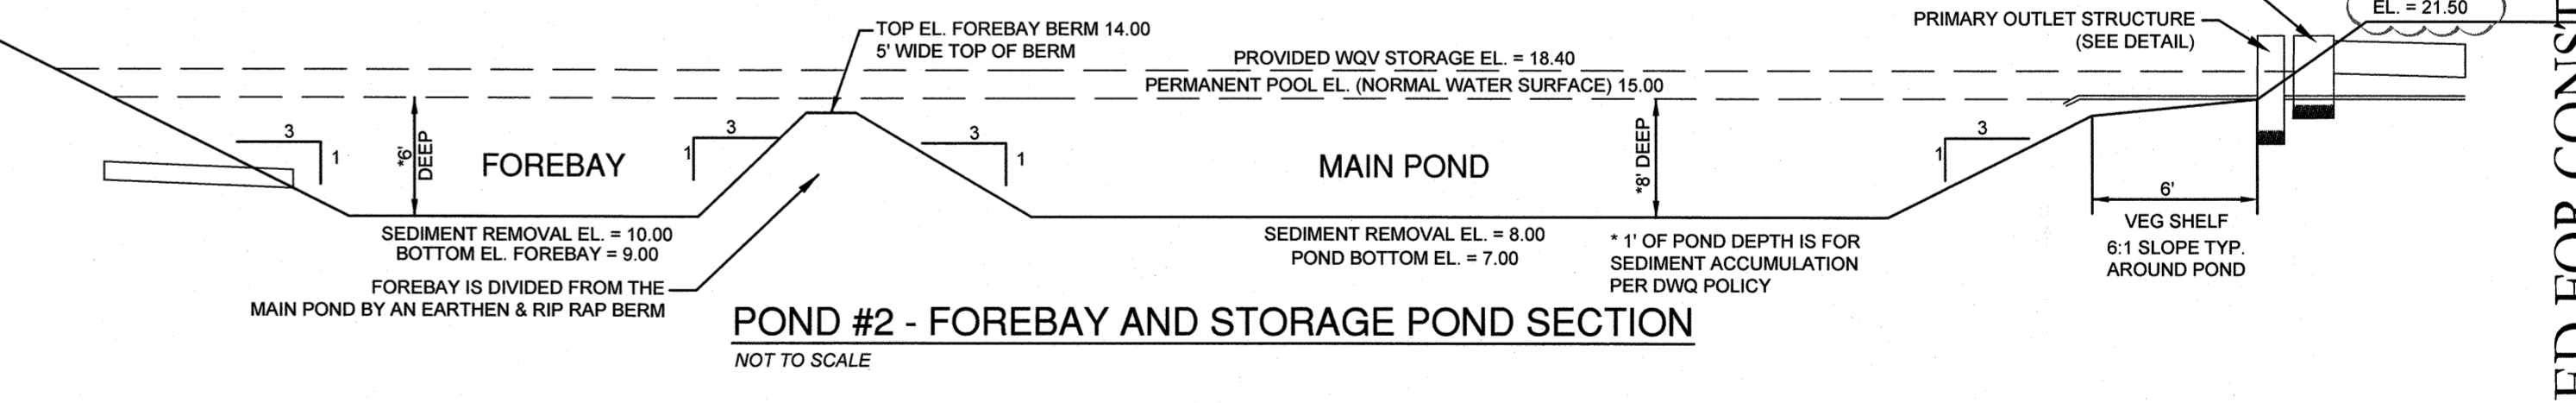 TOP EL. FOREBAY BERM 14.00
5' WIDE TOP OF BERM
PROVIDED WQV STORAGE EL. = 18.40
PERMANENT POOL EL. (NORMAL WATER SURFACE) 15.00
PRIMARY OUTLET STRUCTURE
(SEE DETAIL)
EL. = 21.50
3
1
*6'
DEEP
FOREBAY
3
1
3
1
MAIN POND
*8' DEEP
3
1
6'
VEG SHELF
6:1 SLOPE TYP.
AROUND POND
SEDIMENT REMOVAL EL. = 10.00
BOTTOM EL. FOREBAY = 9.00
FOREBAY IS DIVIDED FROM THE
MAIN POND BY AN EARTHEN & RIP RAP BERM
SEDIMENT REMOVAL EL. = 8.00
POND BOTTOM EL. = 7.00
* 1' OF POND DEPTH IS FOR
SEDIMENT ACCUMULATION
PER DWQ POLICY
POND #2 - FOREBAY AND STORAGE POND SECTION
NOT TO SCALE
ED FOR CONST